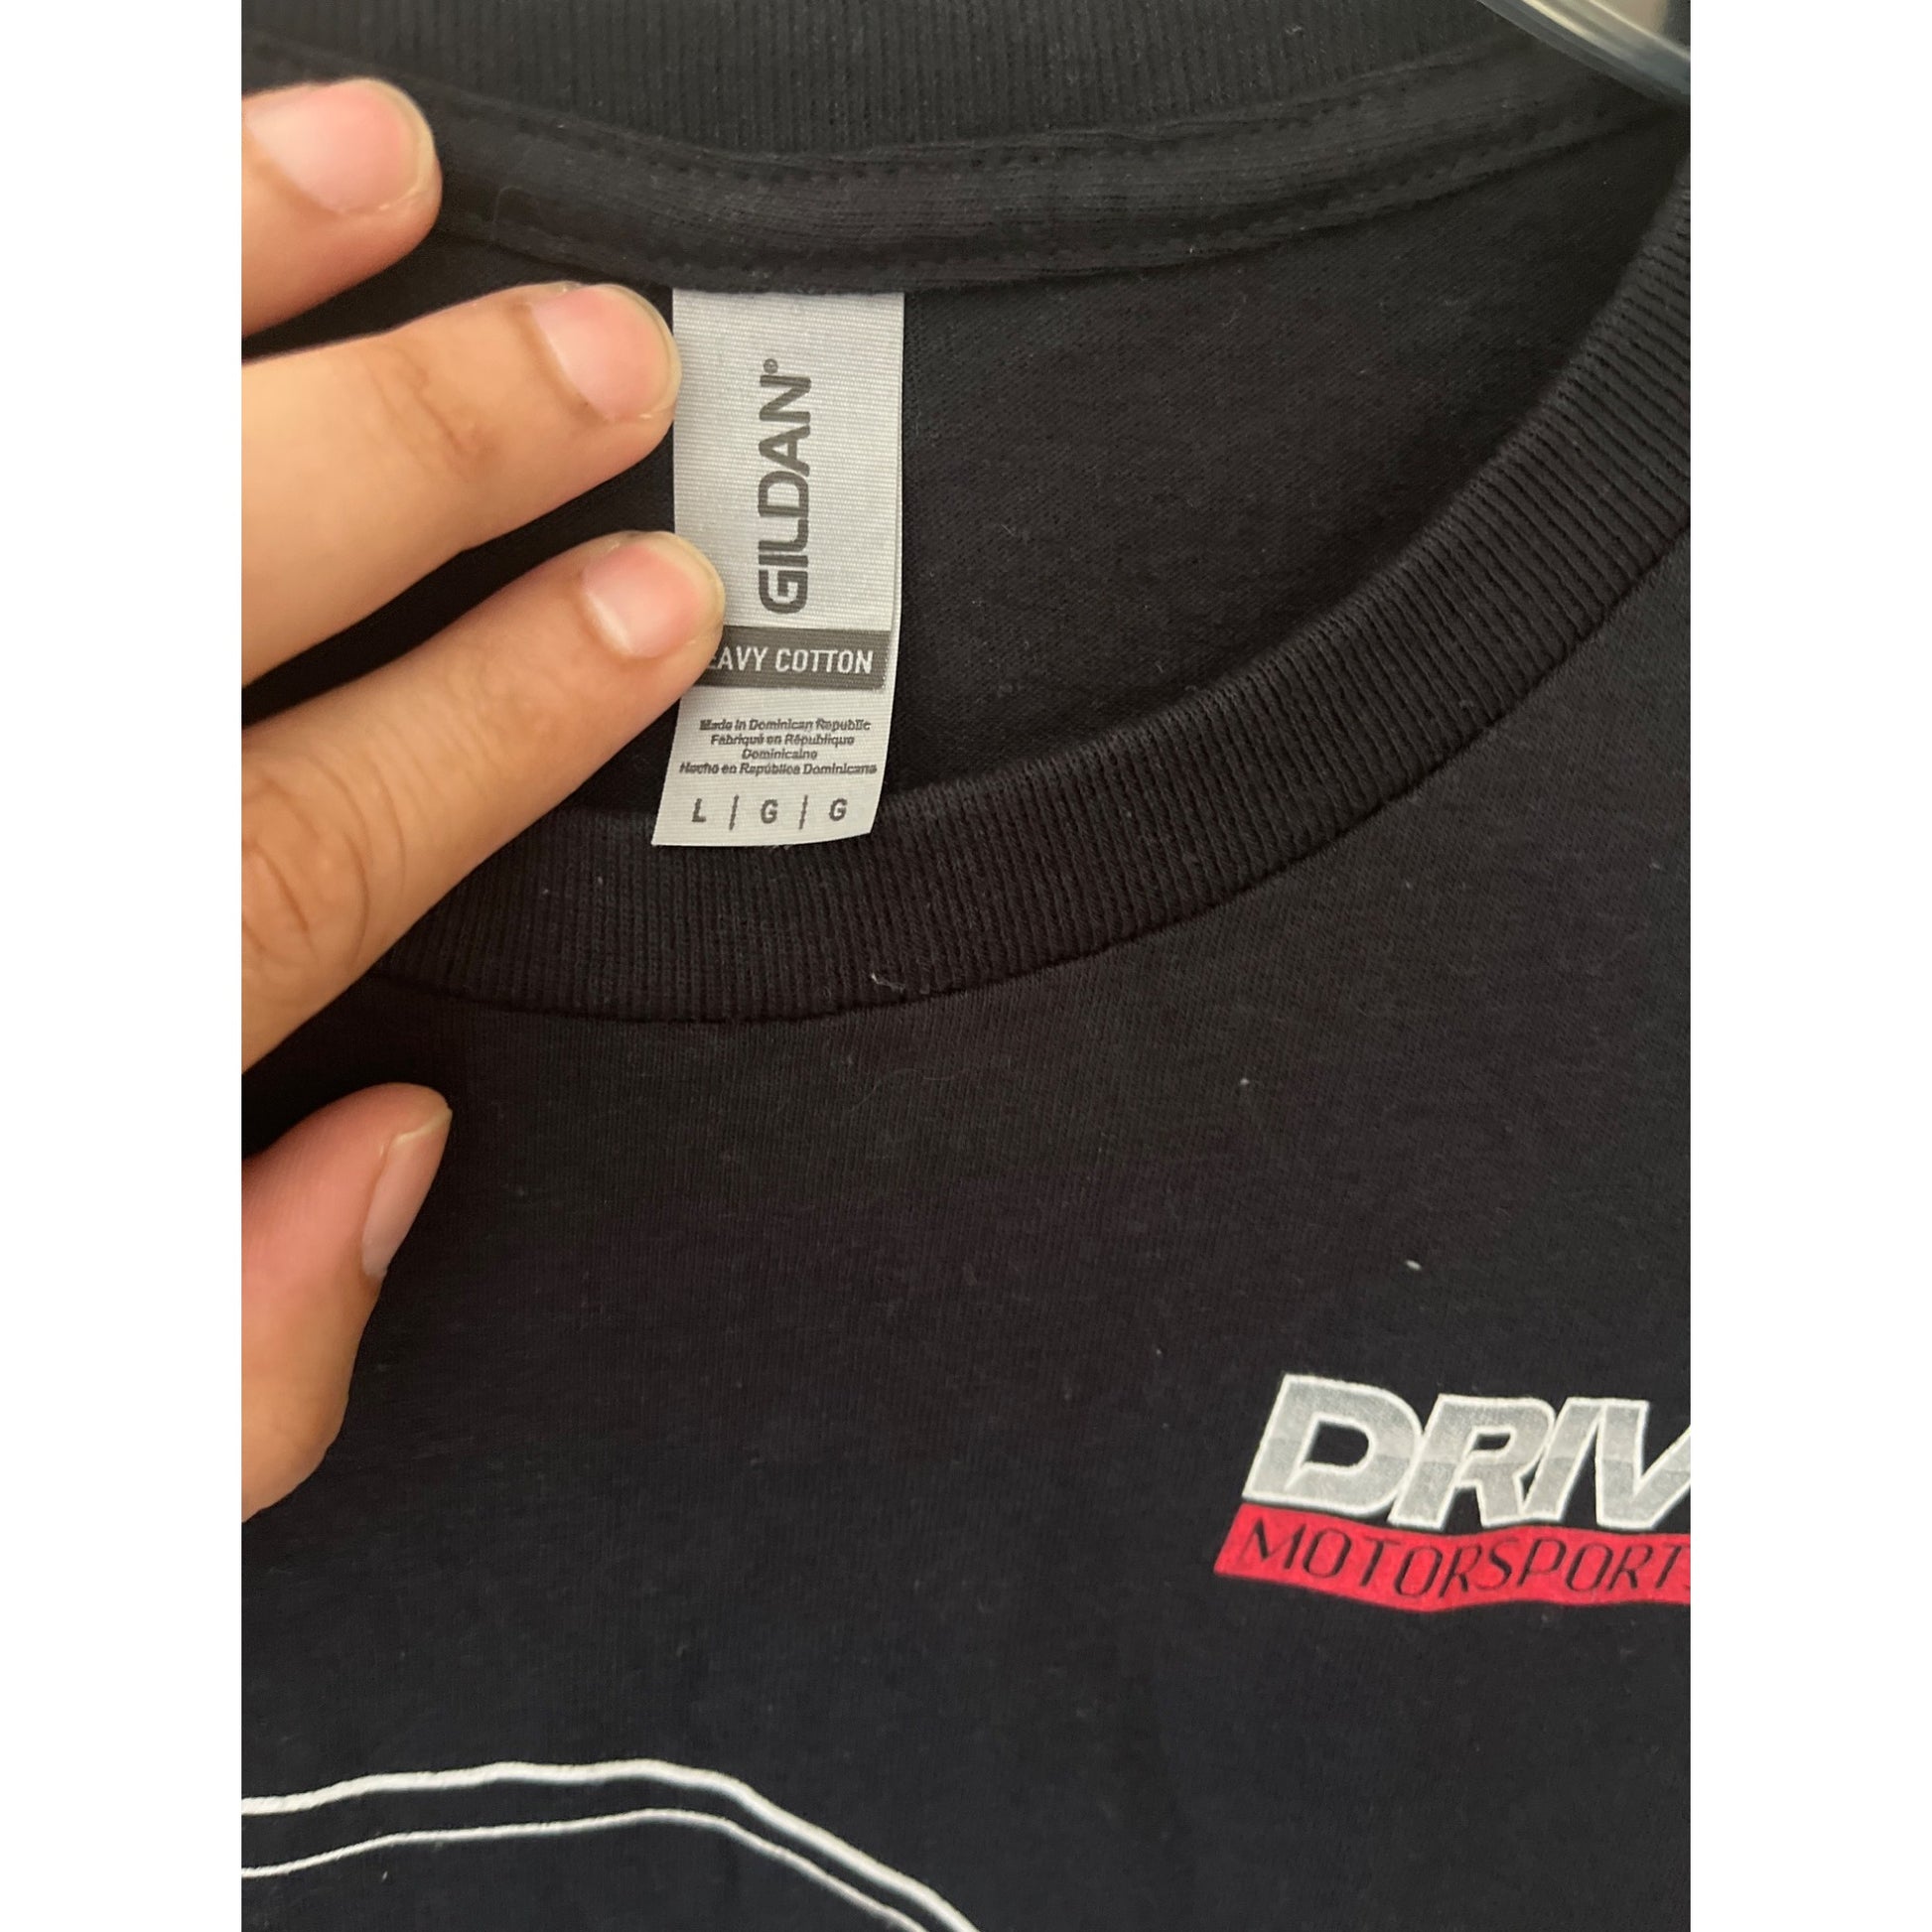 GILDAN®
EAVY COTTON
Made in Dominican Republic
Fabriqué en République
Dominicaine
Hecho en República Dominicana
L | G | G
DRIV
MOTORSPORTS